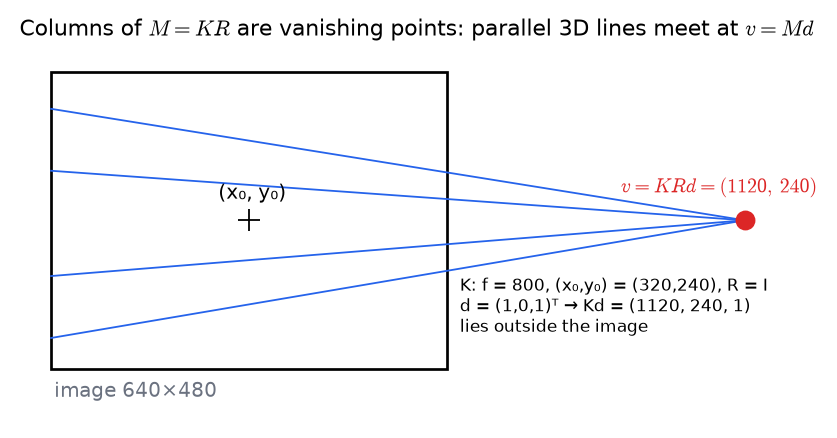 Columns of M = KR are vanishing points: parallel 3D lines meet at v = Md
v = KRd = (1120, 240)
(x₀, y₀)
K: f = 800, (x₀,y₀) = (320,240), R = I
d = (1,0,1)ᵀ → Kd = (1120, 240, 1)
lies outside the image
image 640×480